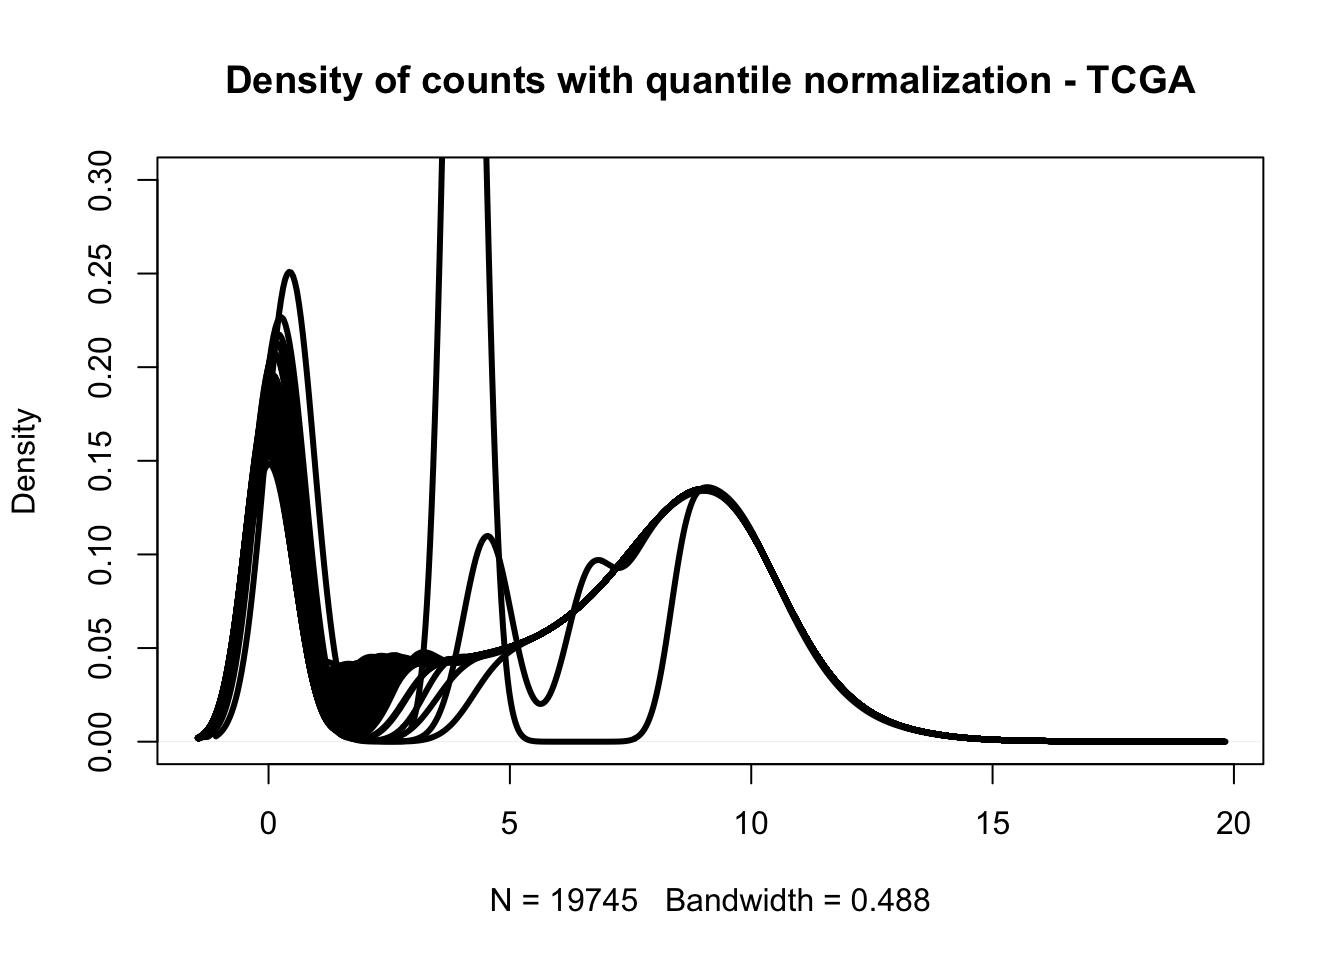 Density of counts with quantile normalization - TCGA
Density
0.30
0.25
0.20
0.15
0.10
0.05
0.00
0 5 10 15 20
N = 19745 Bandwidth = 0.488